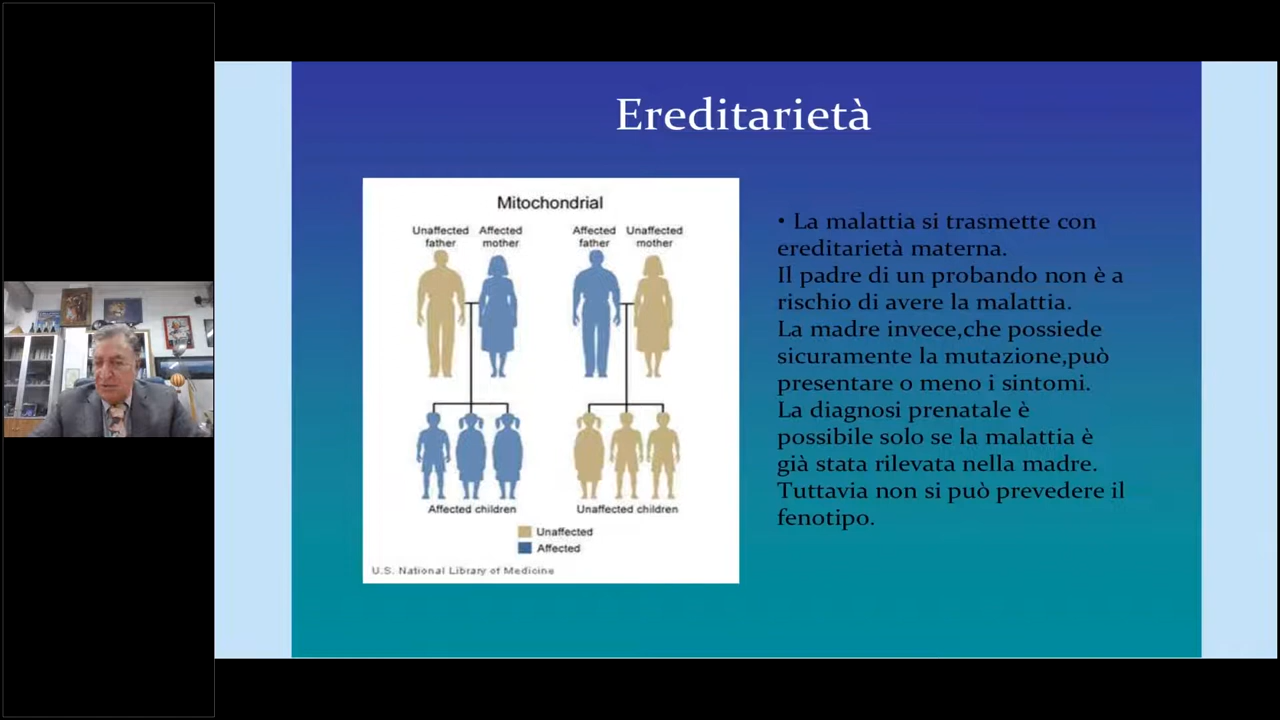 Ereditarietà
Mitochondrial
Unaffected father
Affected mother
Affected father
Unaffected mother
Affected children
Unaffected children
Unaffected
Affected
U.S. National Library of Medicine
• La malattia si trasmette con
ereditarietà materna.
Il padre di un probando non è a
rischio di avere la malattia.
La madre invece,che possiede
sicuramente la mutazione,può
presentare o meno i sintomi.
La diagnosi prenatale è
possibile solo se la malattia è
già stata rilevata nella madre.
Tuttavia non si può prevedere il
fenotipo.